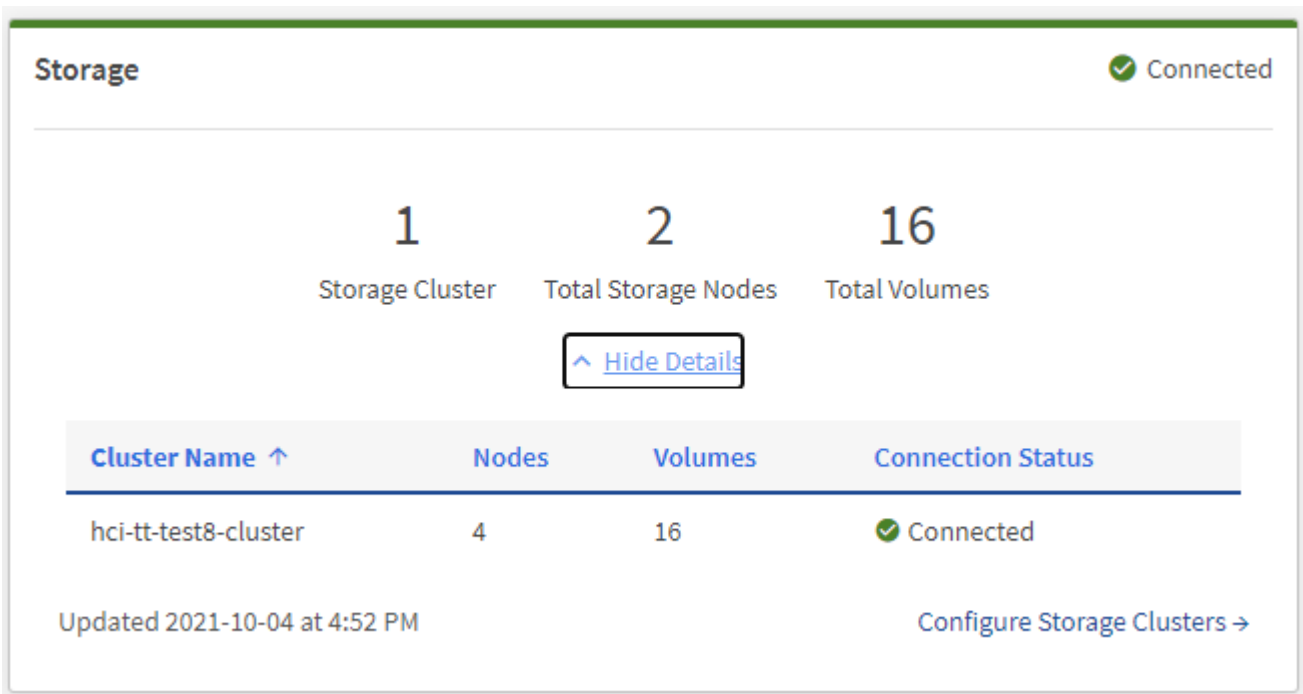 Storage
Connected
1 2 16
Storage Cluster Total Storage Nodes Total Volumes
Hide Details
Cluster Name ↑ Nodes Volumes Connection Status
hci-tt-test8-cluster 4 16 Connected
Updated 2021-10-04 at 4:52 PM
Configure Storage Clusters →